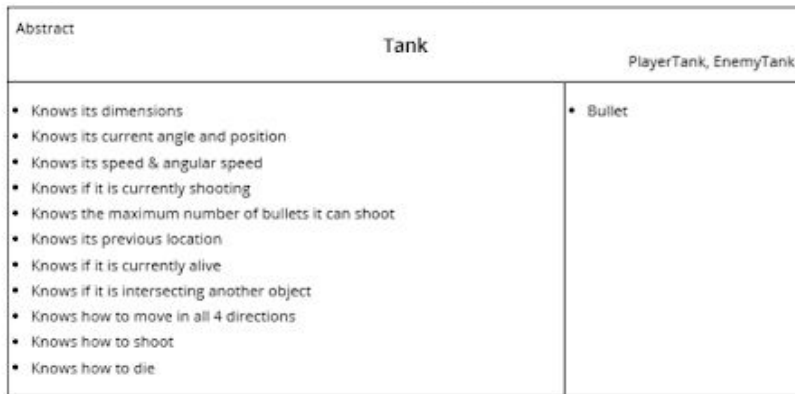 Abstract
Tank
PlayerTank, EnemyTank
• Knows its dimensions
• Knows its current angle and position
• Knows its speed & angular speed
• Knows if it is currently shooting
• Knows the maximum number of bullets it can shoot
• Knows its previous location
• Knows if it is currently alive
• Knows if it is intersecting another object
• Knows how to move in all 4 directions
• Knows how to shoot
• Knows how to die
• Bullet